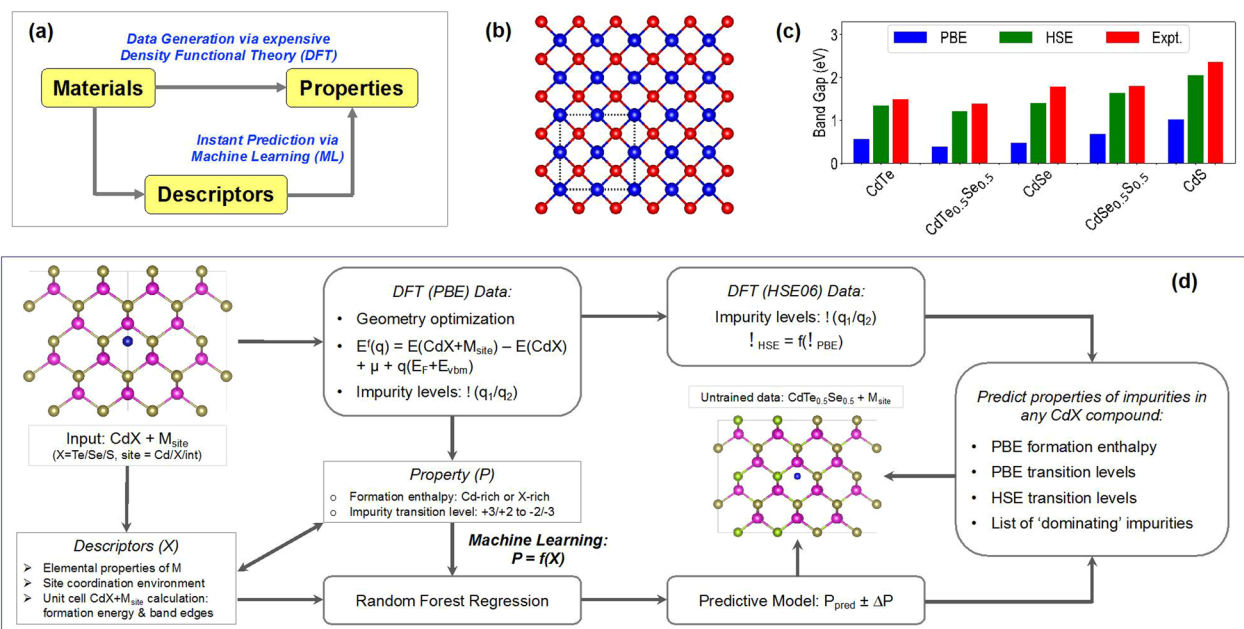 (a)
Data Generation via expensive
Density Functional Theory (DFT)
Materials
Properties
Instant Prediction via
Machine Learning (ML)
Descriptors
(b)
(c)
PBE
HSE
Expt.
Band Gap (eV)
3
2
1
0
CdTe
CdTe0.5Se0.5
CdSe
CdSe0.5S0.5
CdS
(d)
Input: CdX + Msite
(X=Te/Se/S, site = Cd/X/int)
Descriptors (X)
➢ Elemental properties of M
➢ Site coordination environment
➢ Unit cell CdX+Msite calculation:
formation energy & band edges
DFT (PBE) Data:
• Geometry optimization
• Ef(q) = E(CdX+Msite) – E(CdX)
+ μ + q(EF+Evbm)
• Impurity levels: ! (q1/q2)
Property (P)
○ Formation enthalpy: Cd-rich or X-rich
○ Impurity transition level: +3/+2 to -2/-3
Machine Learning:
P = f(X)
Random Forest Regression
DFT (HSE06) Data:
Impurity levels: ! (q1/q2)
! HSE = f(! PBE)
Untrained data: CdTe0.5Se0.5 + Msite
Predictive Model: Ppred ± ΔP
Predict properties of impurities in
any CdX compound:
• PBE formation enthalpy
• PBE transition levels
• HSE transition levels
• List of ‘dominating’ impurities